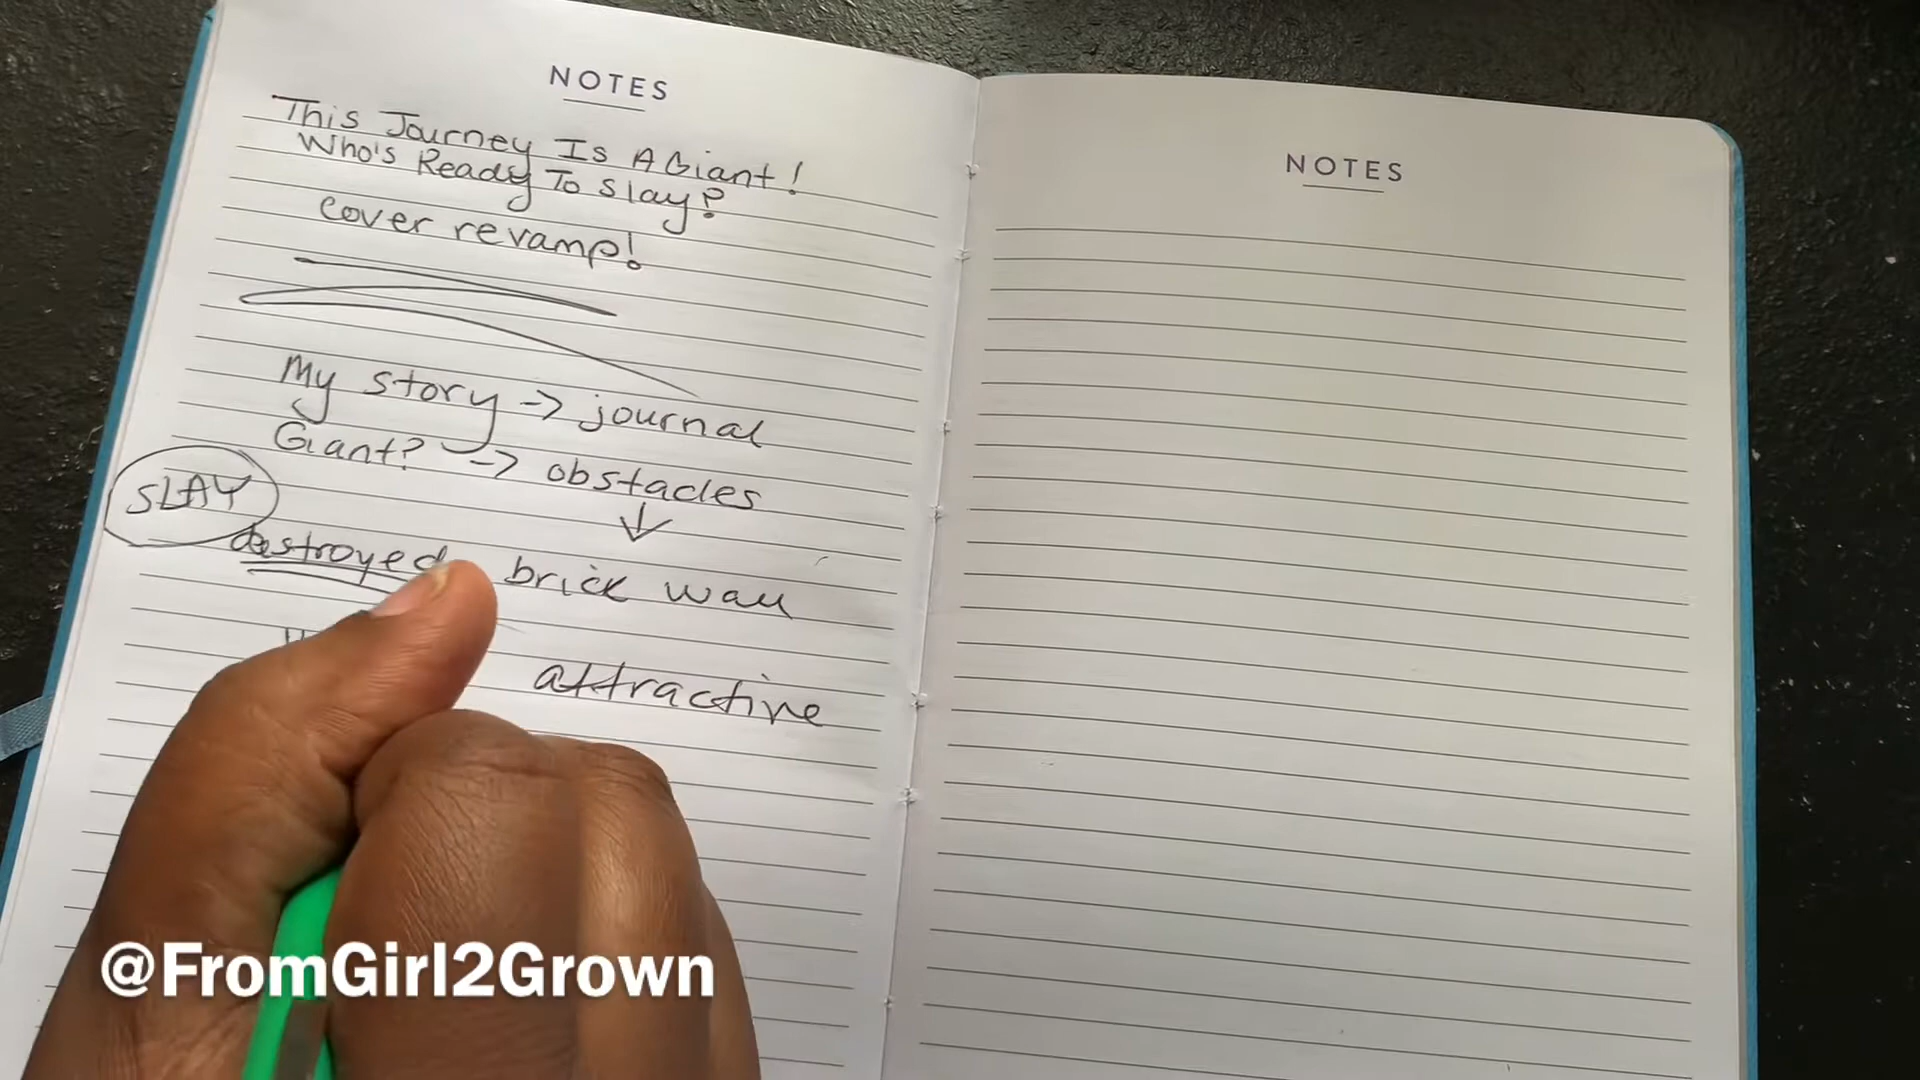 NOTES
This Journey Is A Giant!
Who's Ready To Slay?
cover revamp!
My story -> journal
Giant? -> obstacles
SLAY
destroyed brick wall
attractive
NOTES
@FromGirl2Grown